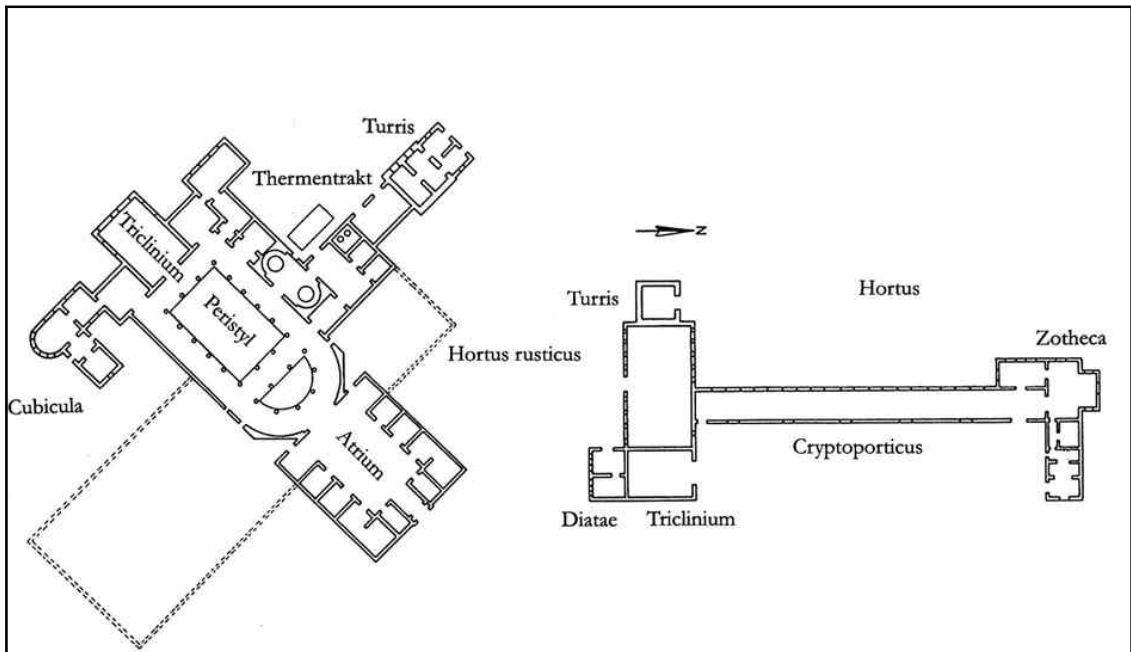 Turris
Thermentrakt
Triclinium
Peristyl
Hortus rusticus
Cubicula
Atrium
N
Turris
Hortus
Zotheca
Cryptoporticus
Diatae
Triclinium